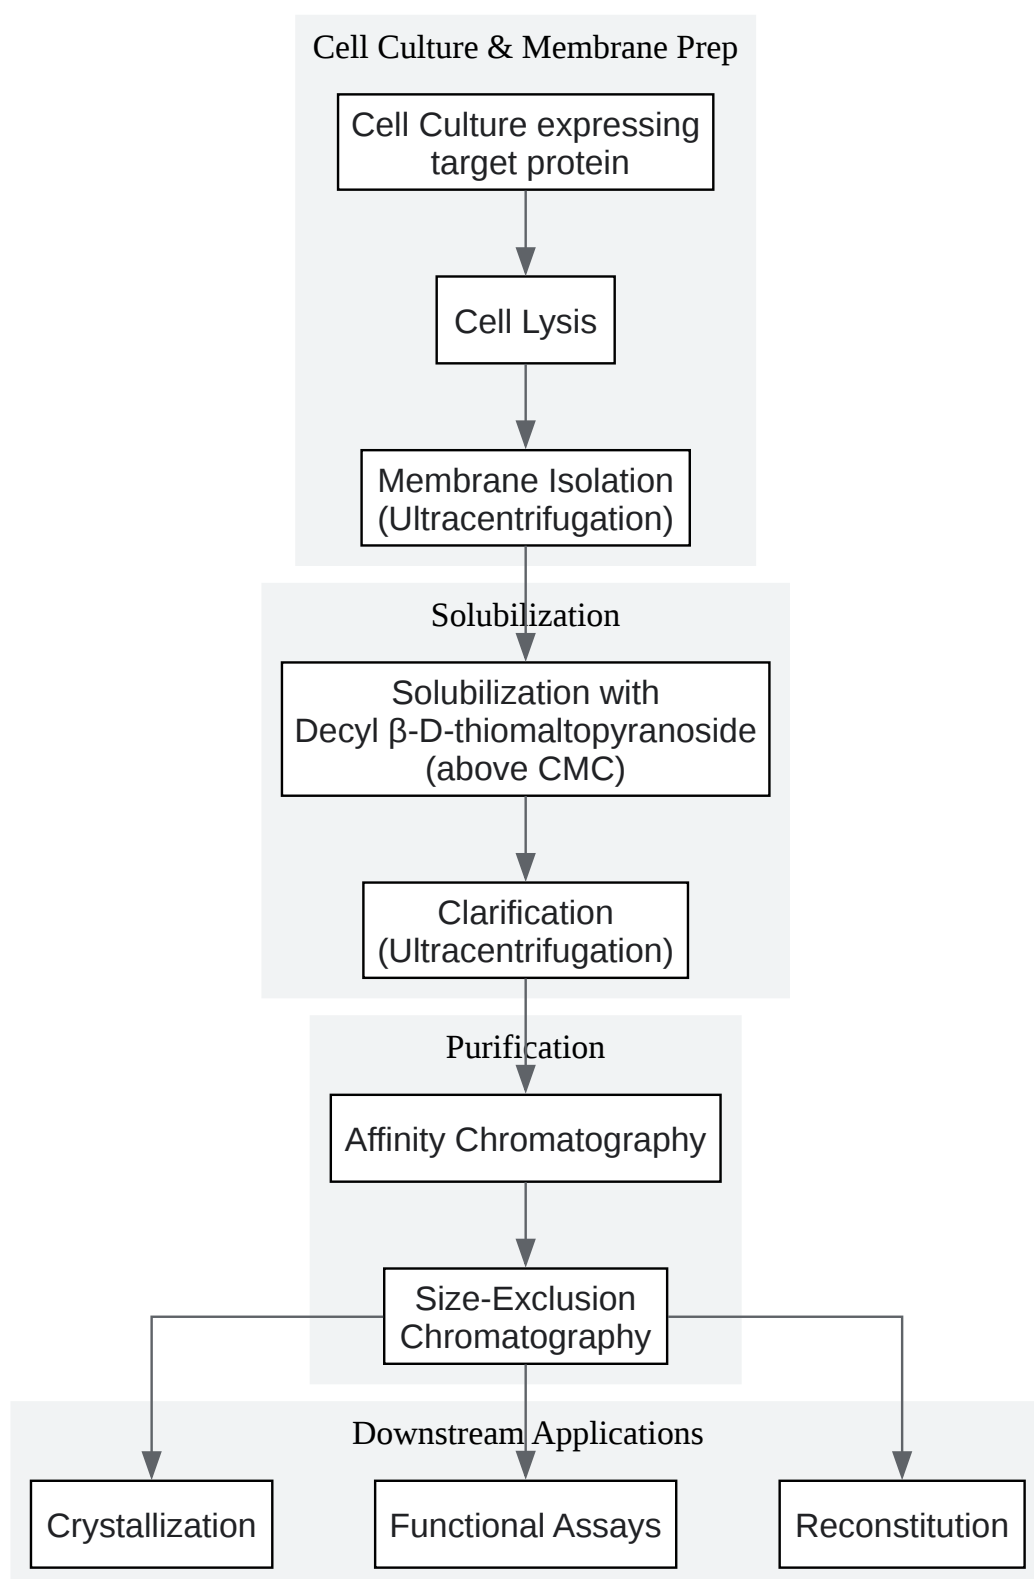 Cell Culture & Membrane Prep
Cell Culture expressing
target protein
Cell Lysis
Membrane Isolation
(Ultracentrifugation)
Solubilization
Solubilization with
Decyl β-D-thiomaltopyranoside
(above CMC)
Clarification
(Ultracentrifugation)
Purification
Affinity Chromatography
Size-Exclusion
Chromatography
Downstream Applications
Crystallization
Functional Assays
Reconstitution